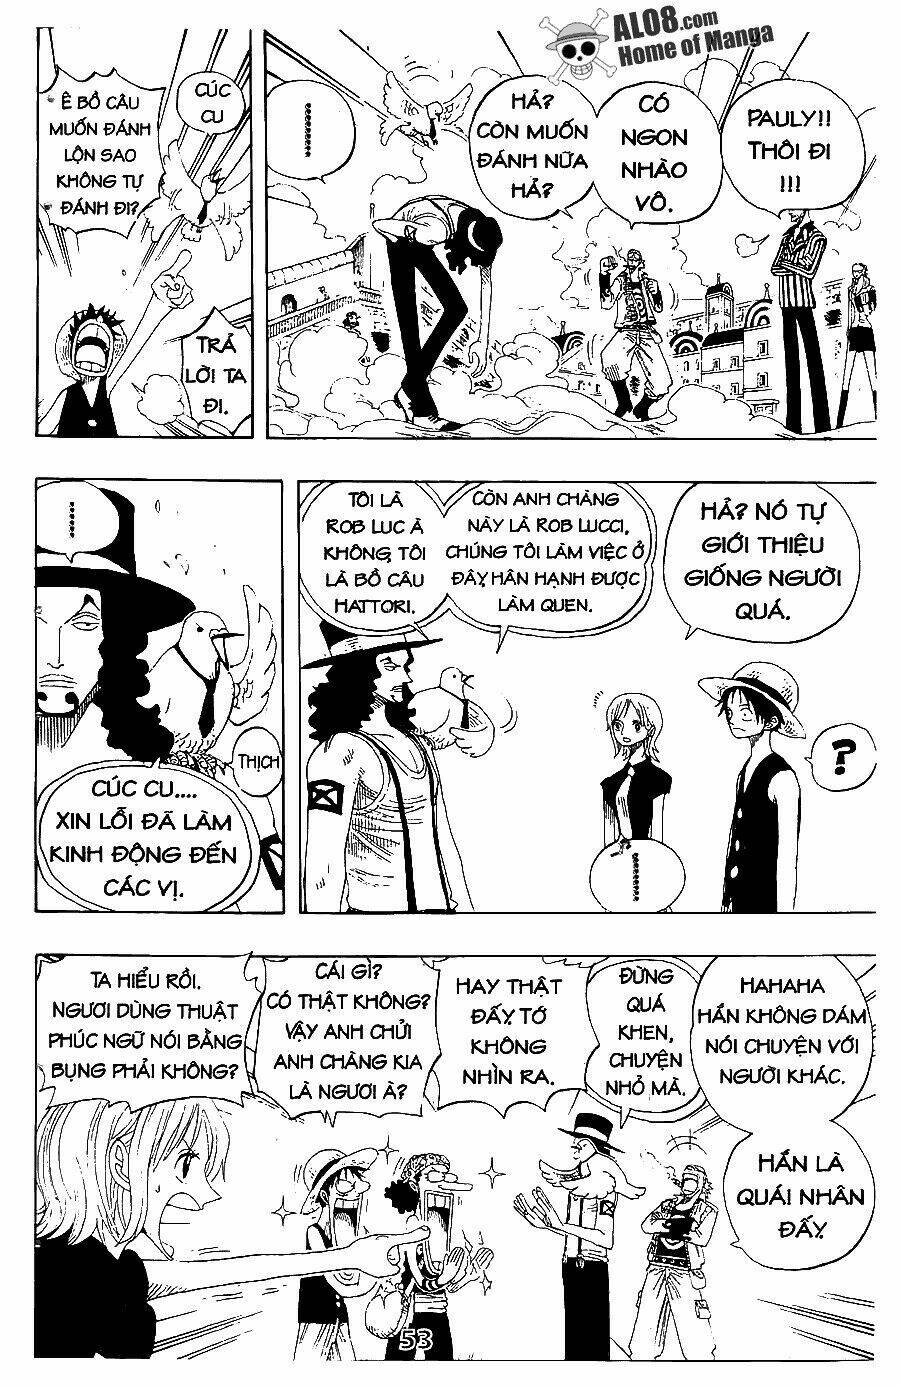 AL08.com
Home of Manga
PAULY!!
THÔI ĐI
!!!
CÓ
NGON
NHÀO
VÔ.
HẢ?
CÒN MUỐN
ĐÁNH NỮA
HẢ?
CÚC
CU
Ê BỒ CÂU
MUỐN ĐÁNH
LỘN SAO
KHÔNG TỰ
ĐÁNH ĐI?
TRẢ
LỜI TA
ĐI.
HẢ? NÓ TỰ
GIỚI THIỆU
GIỐNG NGƯỜI
QUÁ.
?
CÒN ANH CHÀNG
NÀY LÀ ROB LUCCI,
CHÚNG TÔI LÀM VIỆC Ở
ĐÂY, HÂN HẠNH ĐƯỢC
LÀM QUEN.
TÔI LÀ
ROB LUC À
KHÔNG, TÔI
LÀ BỒ CÂU
HATTORI.
THỊCH
CÚC CU....
XIN LỖI ĐÃ LÀM
KINH ĐỘNG ĐẾN
CÁC VỊ.
HAHAHA
HẮN KHÔNG DÁM
NÓI CHUYỆN VỚI
NGƯỜI KHÁC.
HẮN LÀ
QUÁI NHÂN
ĐẤY.
ĐỪNG
QUÁ
KHEN,
CHUYỆN
NHỎ MÀ.
HAY THẬT
ĐẤY. TỚ
KHÔNG
NHÌN RA.
CÁI GÌ?
CÓ THẬT KHÔNG?
VẬY ANH CHỬI
ANH CHÀNG KIA
LÀ NGƯƠI À?
TA HIỂU RỒI.
NGƯƠI DÙNG THUẬT
PHÚC NGỮ NÓI BẰNG
BỤNG PHẢI KHÔNG?
53